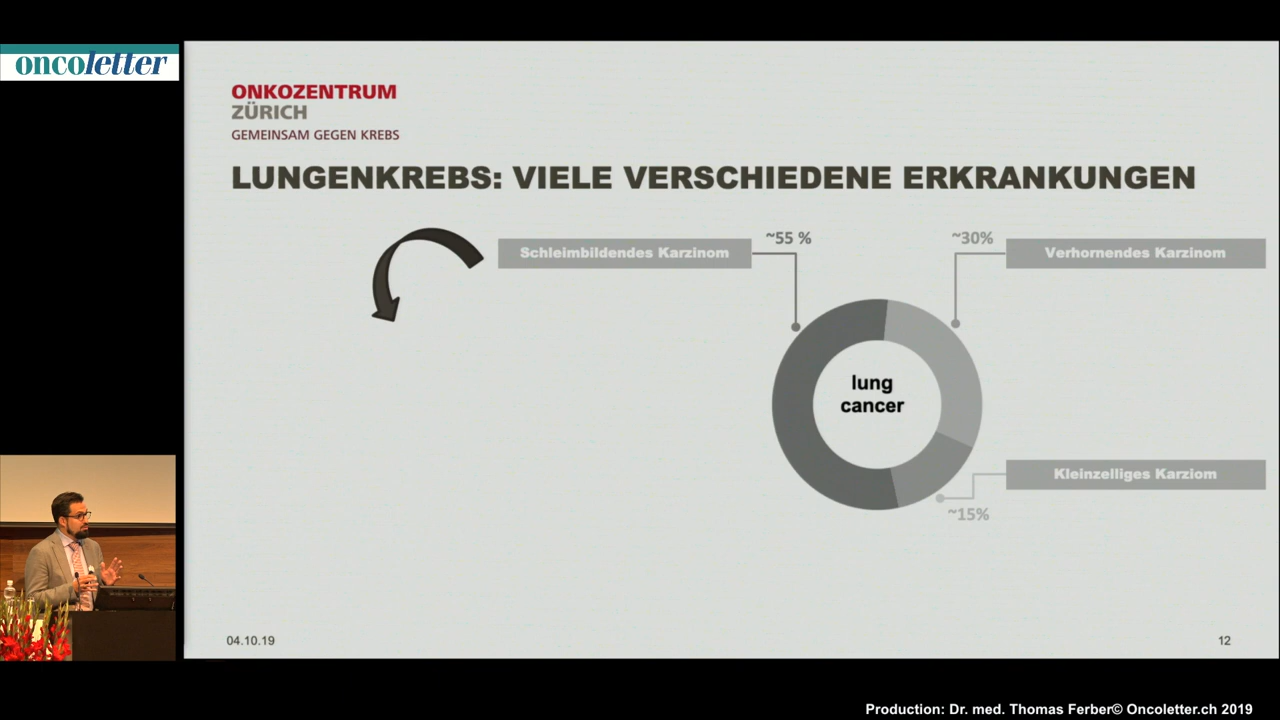 oncoletter
ONKOZENTRUM
ZÜRICH
GEMEINSAM GEGEN KREBS
LUNGENKREBS: VIELE VERSCHIEDENE ERKRANKUNGEN
Schleimbildendes Karzinom
~55 %
~30%
Verhornendes Karzinom
lung
cancer
Kleinzelliges Karziom
~15%
04.10.19
12
Production: Dr. med. Thomas Ferber© Oncoletter.ch 2019